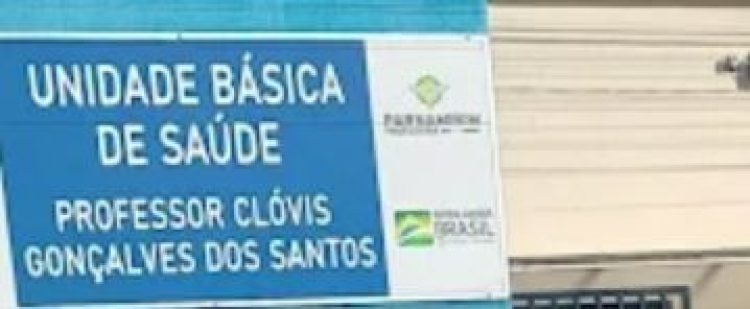 UNIDADE BÁSICA
DE SAÚDE
PROFESSOR CLÓVIS
GONÇALVES DOS SANTOS
BRASIL